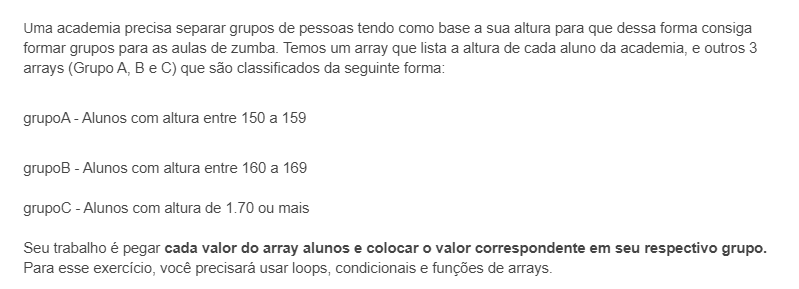 Uma academia precisa separar grupos de pessoas tendo como base a sua altura para que dessa forma consiga
formar grupos para as aulas de zumba. Temos um array que lista a altura de cada aluno da academia, e outros 3
arrays (Grupo A, B e C) que são classificados da seguinte forma:
grupoA - Alunos com altura entre 150 a 159
grupoB - Alunos com altura entre 160 a 169
grupoC - Alunos com altura de 1.70 ou mais
Seu trabalho é pegar cada valor do array alunos e colocar o valor correspondente em seu respectivo grupo.
Para esse exercício, você precisará usar loops, condicionais e funções de arrays.